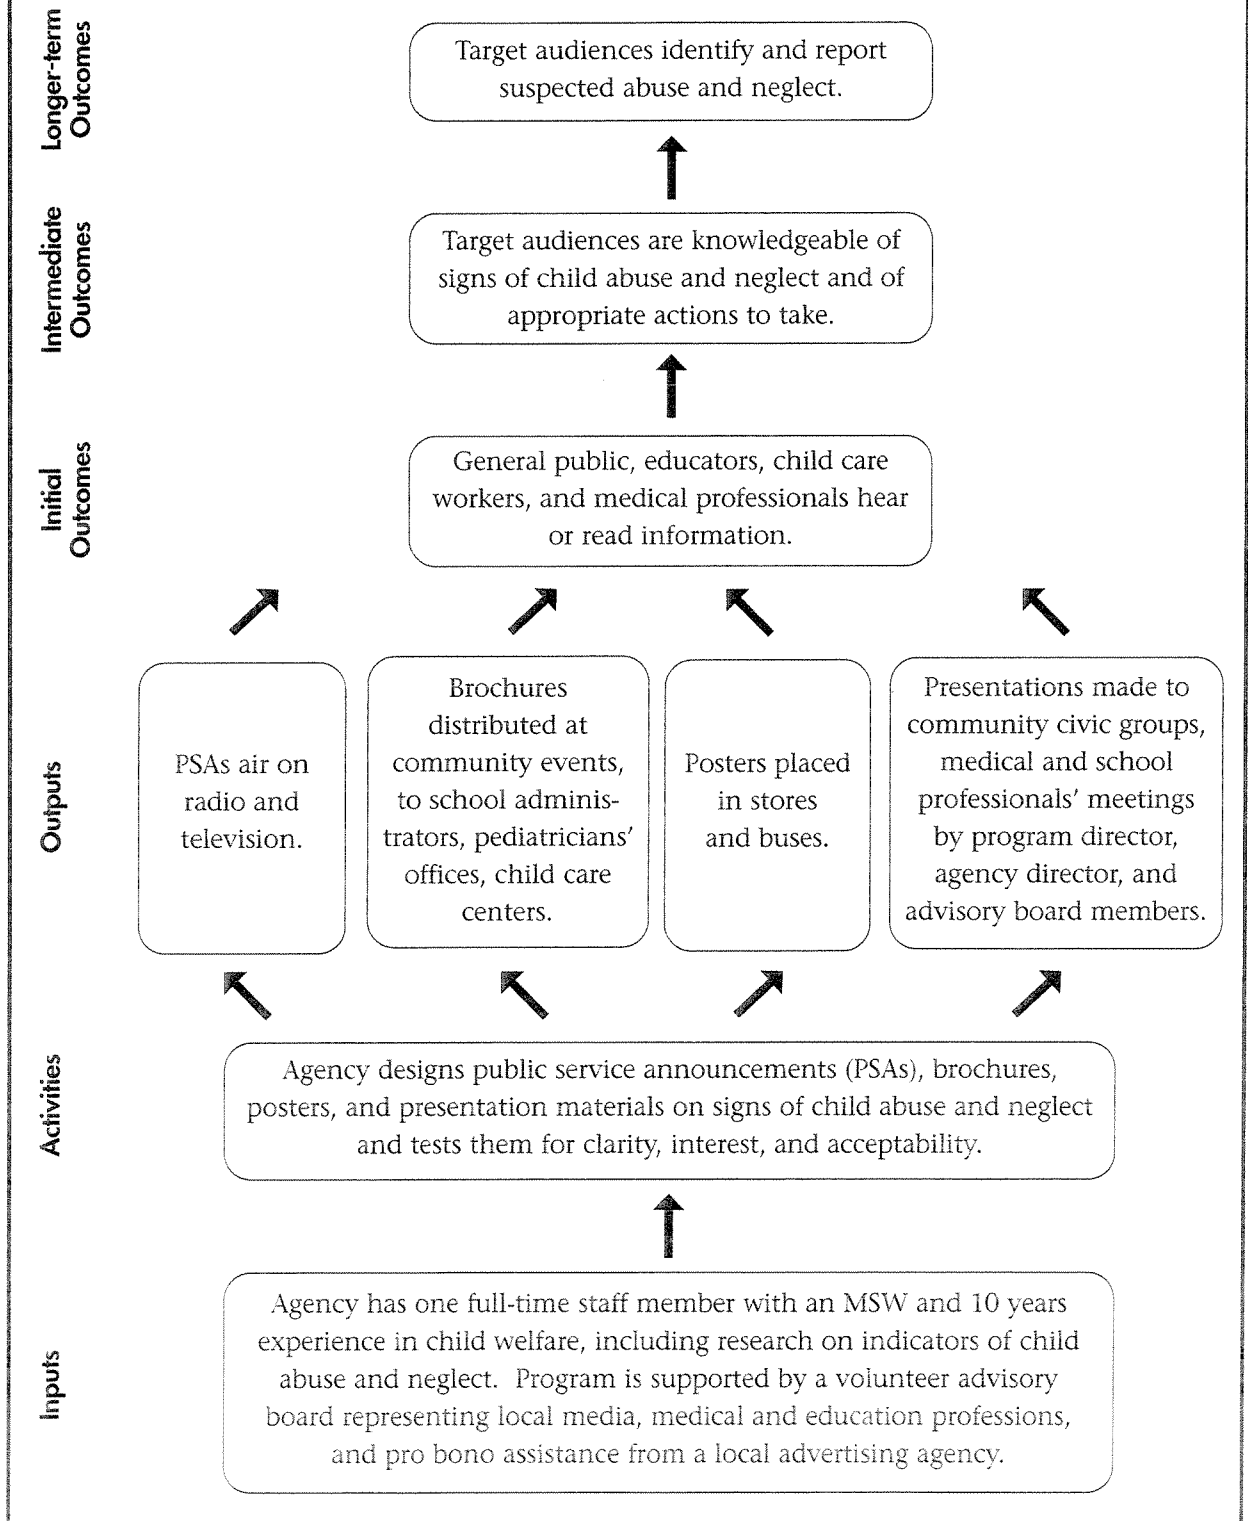 Longer-term
Outcomes
Target audiences identify and report
suspected abuse and neglect.
Intermediate
Outcomes
Target audiences are knowledgeable of
signs of child abuse and neglect and of
appropriate actions to take.
Initial
Outcomes
General public, educators, child care
workers, and medical professionals hear
or read information.
Outputs
PSAs air on
radio and
television.
Brochures
distributed at
community events,
to school adminis-
trators, pediatricians'
offices, child care
centers.
Posters placed
in stores
and buses.
Presentations made to
community civic groups,
medical and school
professionals' meetings
by program director,
agency director, and
advisory board members.
Activities
Agency designs public service announcements (PSAs), brochures,
posters, and presentation materials on signs of child abuse and neglect
and tests them for clarity, interest, and acceptability.
Inputs
Agency has one full-time staff member with an MSW and 10 years
experience in child welfare, including research on indicators of child
abuse and neglect. Program is supported by a volunteer advisory
board representing local media, medical and education professions,
and pro bono assistance from a local advertising agency.